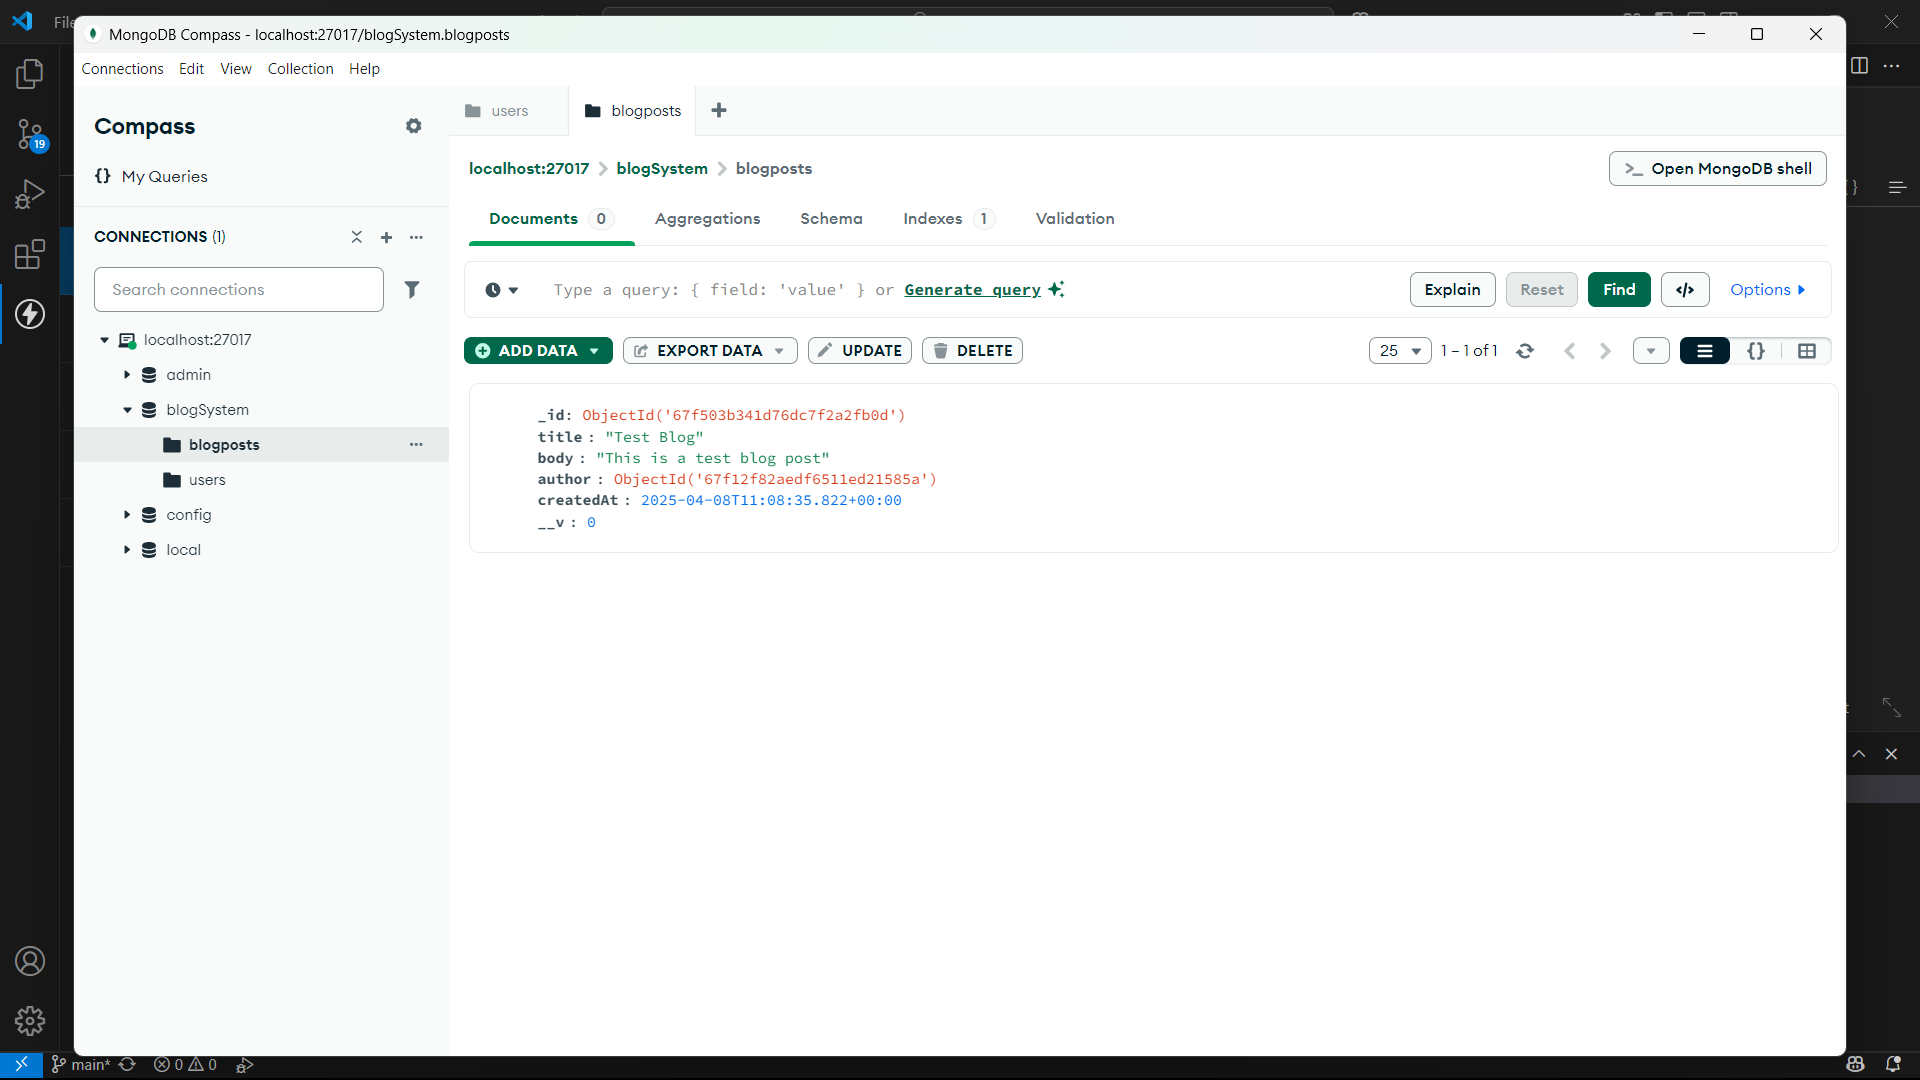 File
MongoDB Compass - localhost:27017/blogSystem.blogposts
Connections Edit View Collection Help
Compass
users
blogposts
{} My Queries
localhost:27017 > blogSystem > blogposts
>_ Open MongoDB shell
19
CONNECTIONS (1)
Documents 0
Aggregations
Schema
Indexes 1
Validation
Search connections
Type a query: { field: 'value' } or Generate query
Explain
Reset
Find
</>
Options
localhost:27017
admin
blogSystem
blogposts
users
config
local
ADD DATA
EXPORT DATA
UPDATE
DELETE
25
1 – 1 of 1
{}
_id: ObjectId('67f503b341d76dc7f2a2fb0d')
title : "Test Blog"
body : "This is a test blog post"
author : ObjectId('67f12f82aedf6511ed21585a')
createdAt : 2025-04-08T11:08:35.822+00:00
__v : 0
main* 0 0